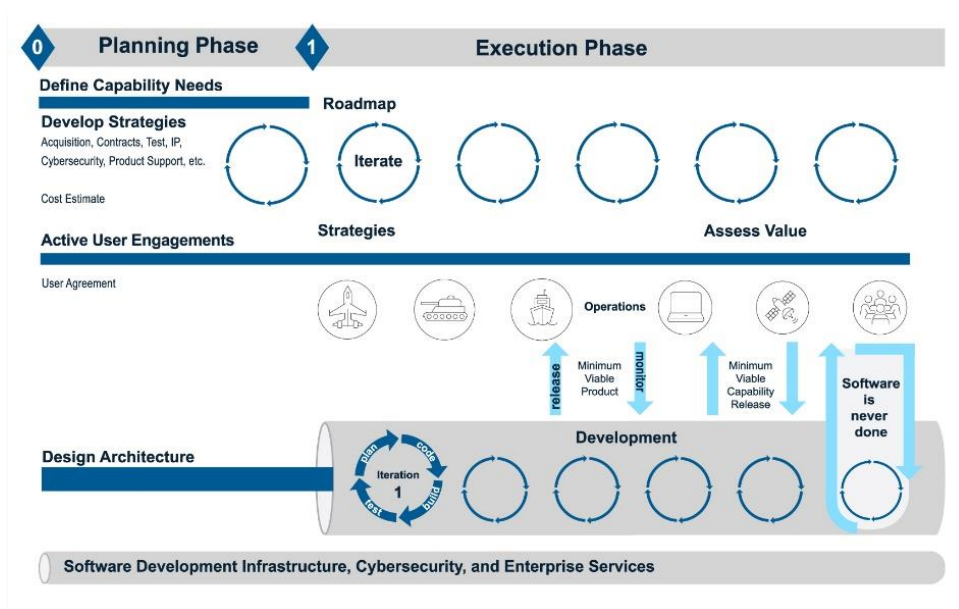 0
Planning Phase
1
Execution Phase
Define Capability Needs
Roadmap
Develop Strategies
Acquisition, Contracts, Test, IP,
Cybersecurity, Product Support, etc.
Iterate
Cost Estimate
Strategies
Assess Value
Active User Engagements
User Agreement
Operations
release
Minimum
Viable
Product
monitor
Minimum
Viable
Capability
Release
Software
is
never
done
Development
Design Architecture
plan
code
build
test
Iteration
1
Software Development Infrastructure, Cybersecurity, and Enterprise Services